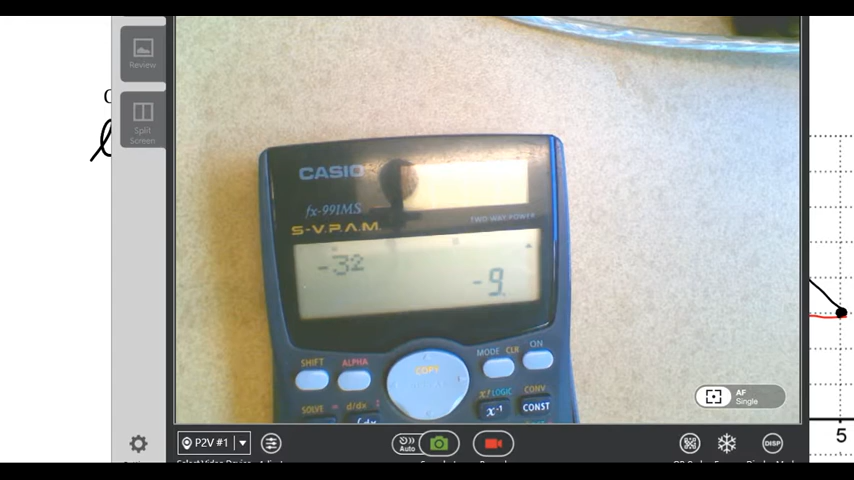 Review
Split
Screen
CASIO
fx-991MS
TWO WAY POWER
S-V.P.A.M.
-3²
-9.
SHIFT ALPHA MODE CLR ON
COPY
x! LOGIC CONV
SOLVE = d/dx :
x⁻¹ CONST
∫dx
AF
Single
P2V #1
Auto
DISP
5